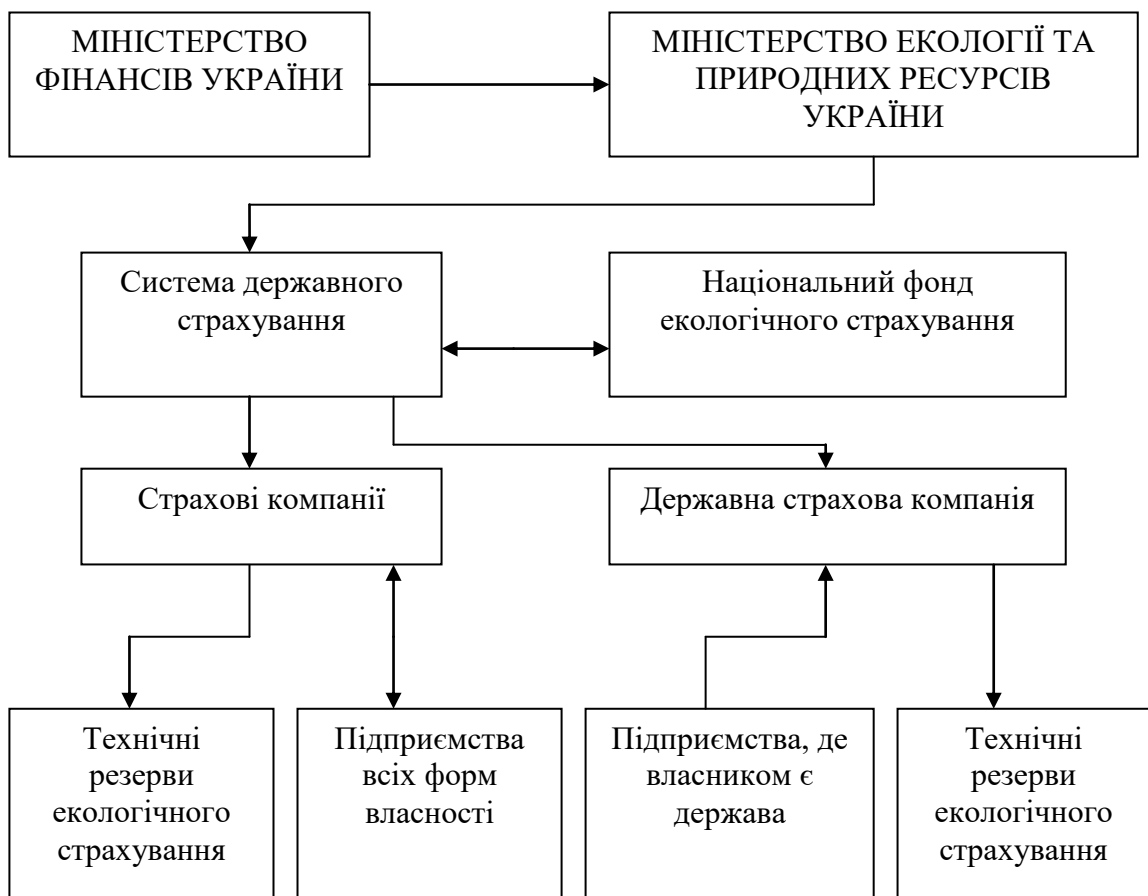 МІНІСТЕРСТВО
ФІНАНСІВ УКРАЇНИ
МІНІСТЕРСТВО ЕКОЛОГІЇ ТА
ПРИРОДНИХ РЕСУРСІВ
УКРАЇНИ
Система державного
страхування
Національний фонд
екологічного страхування
Страхові компанії
Державна страхова компанія
Технічні
резерви
екологічного
страхування
Підприємства
всіх форм
власності
Підприємства, де
власником є
держава
Технічні
резерви
екологічного
страхування